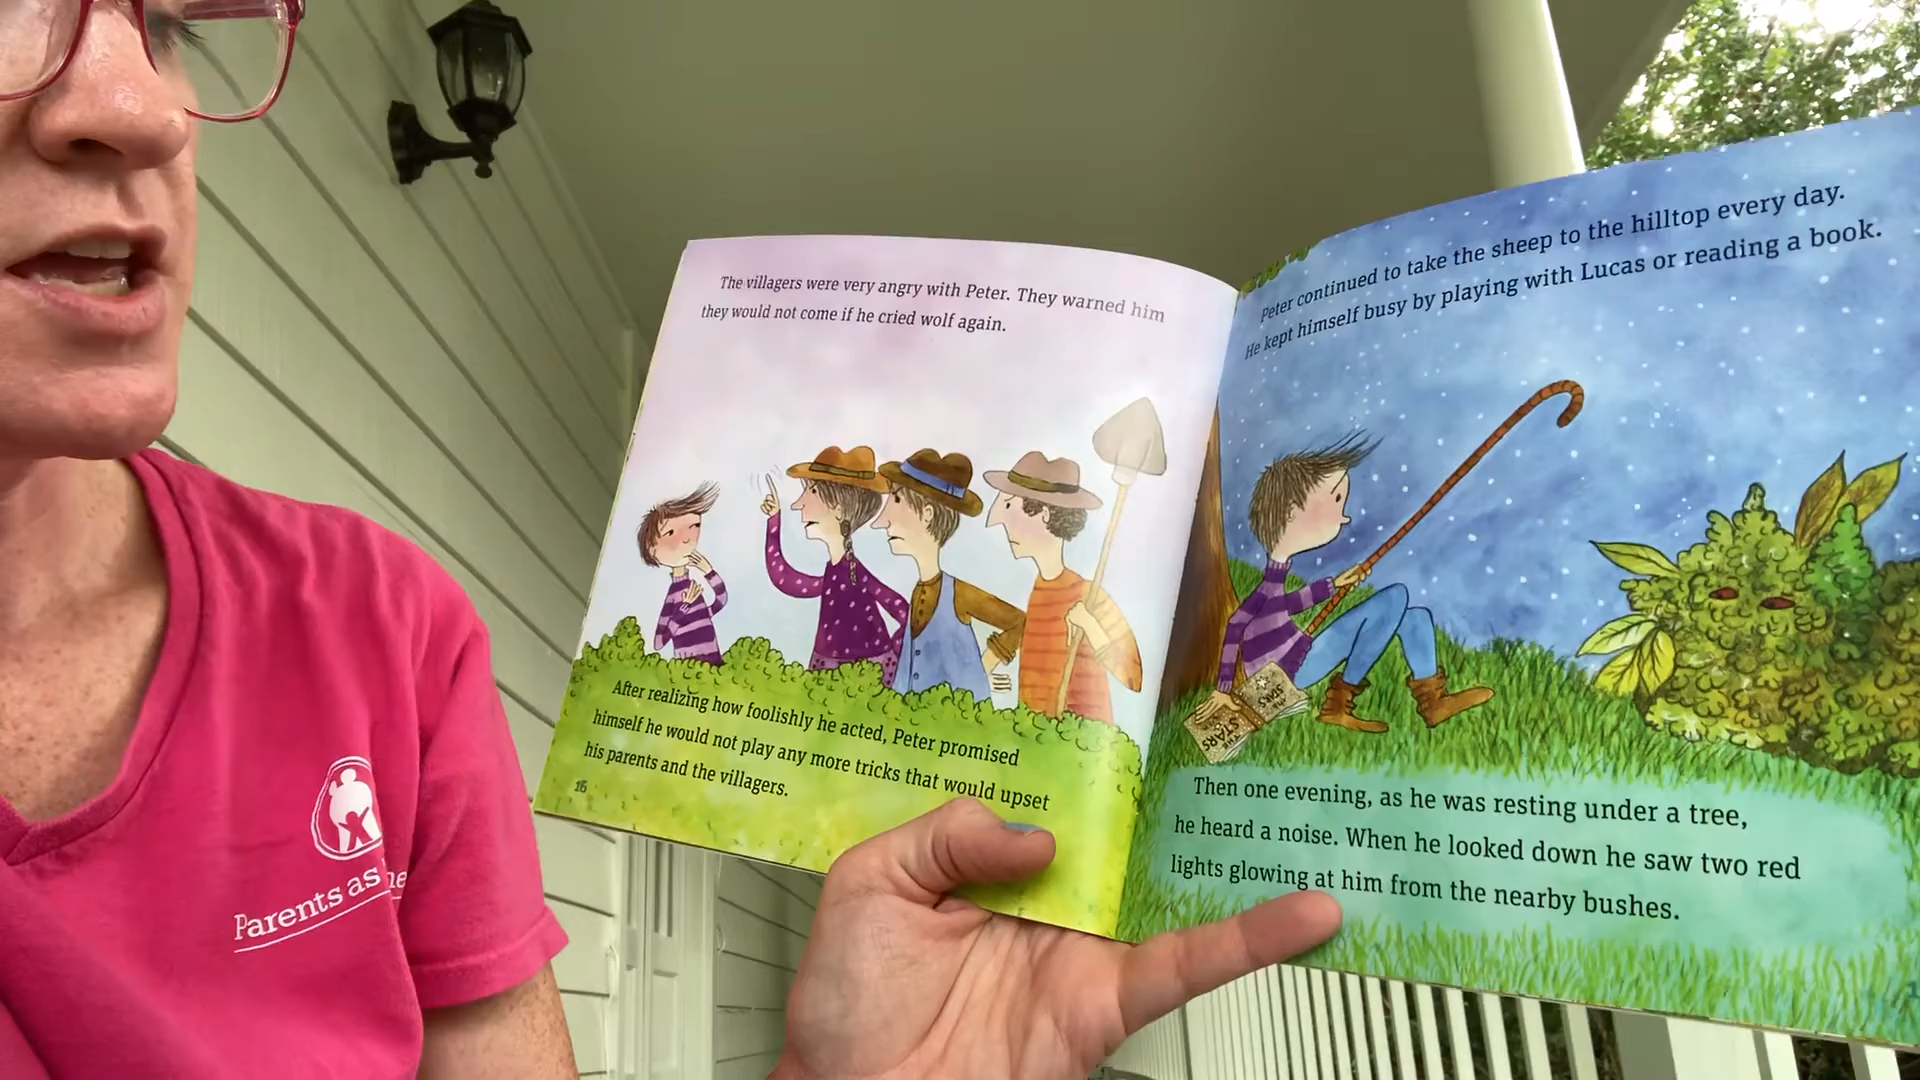 The villagers were very angry with Peter. They warned him
they would not come if he cried wolf again.
After realizing how foolishly he acted, Peter promised
himself he would not play any more tricks that would upset
his parents and the villagers.
16
Peter continued to take the sheep to the hilltop every day.
He kept himself busy by playing with Lucas or reading a book.
THE
STARS
THE
STARS
Then one evening, as he was resting under a tree,
he heard a noise. When he looked down he saw two red
lights glowing at him from the nearby bushes.
Parents as